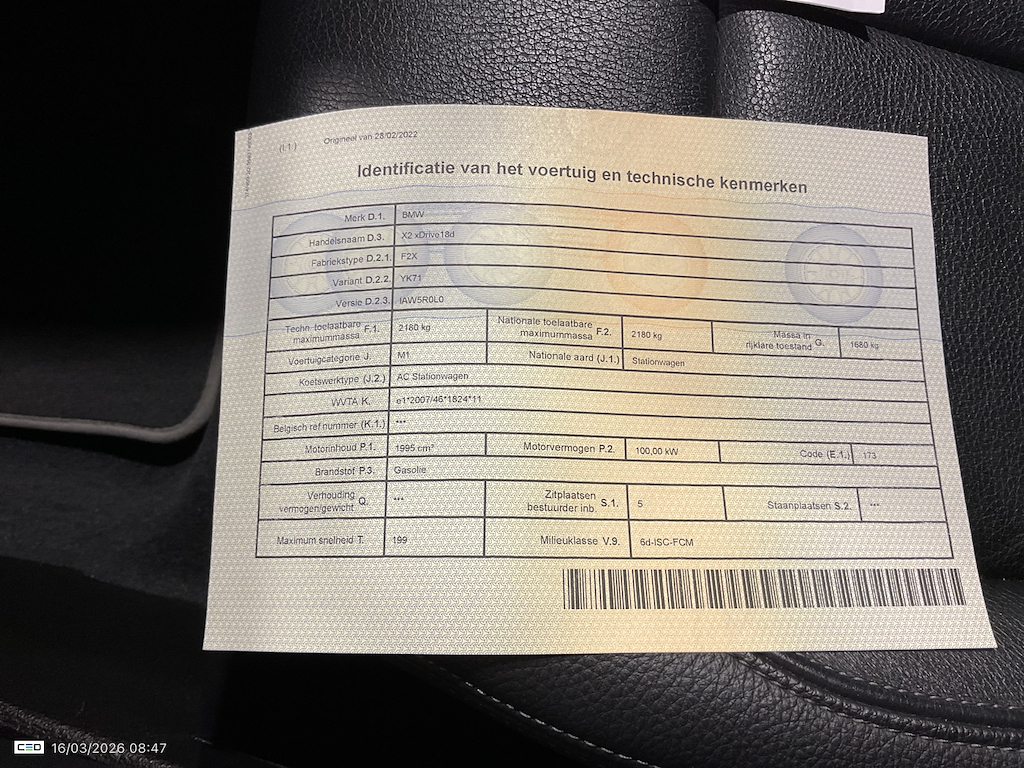 (I.1)
Origineel van 28/02/2022
Identificatie van het voertuig en technische kenmerken
Merk D.1. BMW
Handelsnaam D.3. X2 xDrive18d
Fabriekstype D.2.1. F2X
Variant D.2.2. YK71
Versie D.2.3. IAW5R0L0
Techn. toelaatbare maximummassa F.1. 2180 kg Nationale toelaatbare maximummassa F.2. 2180 kg Massa in rijklare toestand G. 1680 kg
Voertuigcategorie J. M1 Nationale aard (J.1.) Stationwagen
Koetswerktype (J.2.) AC Stationwagen
WVTA K. e1*2007/46*1824*11
Belgisch ref nummer (K.1.) ***
Motorinhoud P.1. 1995 cm³ Motorvermogen P.2. 100,00 kW Code (E.1.) 173
Brandstof P.3. Gasolie
Verhouding vermogen/gewicht Q. *** Zitplaatsen bestuurder inb. S.1. 5 Staanplaatsen S.2. ***
Maximum snelheid T. 199 Milieuklasse V.9. 6d-ISC-FCM
CEO 16/03/2026 08:47